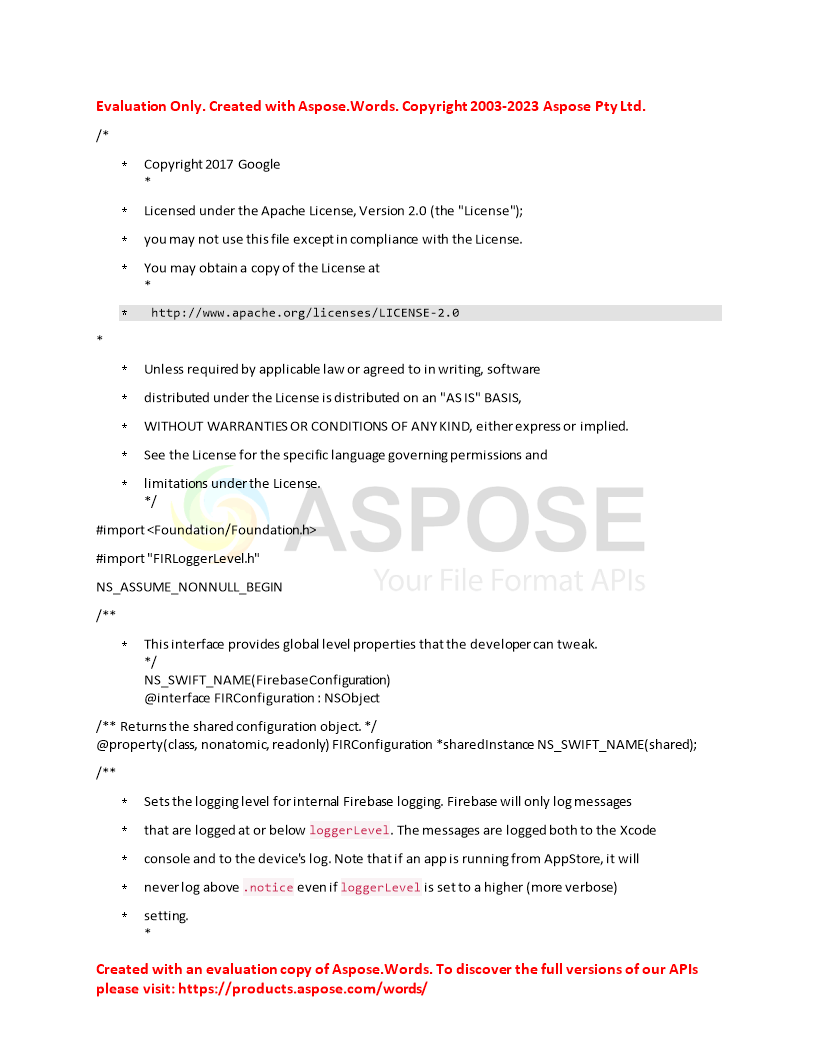 Evaluation Only. Created with Aspose.Words. Copyright 2003-2023 Aspose Pty Ltd.
/*
* Copyright 2017 Google
*
* Licensed under the Apache License, Version 2.0 (the "License");
* you may not use this file except in compliance with the License.
* You may obtain a copy of the License at
*
* http://www.apache.org/licenses/LICENSE-2.0
*
* Unless required by applicable law or agreed to in writing, software
* distributed under the License is distributed on an "AS IS" BASIS,
* WITHOUT WARRANTIES OR CONDITIONS OF ANY KIND, either express or implied.
* See the License for the specific language governing permissions and
* limitations under the License.
*/
ASPOSE
#import <Foundation/Foundation.h>
#import "FIRLoggerLevel.h"
Your File Format APIs
NS_ASSUME_NONNULL_BEGIN
/**
* This interface provides global level properties that the developer can tweak.
*/
NS_SWIFT_NAME(FirebaseConfiguration)
@interface FIRConfiguration : NSObject
/** Returns the shared configuration object. */
@property(class, nonatomic, readonly) FIRConfiguration *sharedInstance NS_SWIFT_NAME(shared);
/**
* Sets the logging level for internal Firebase logging. Firebase will only log messages
* that are logged at or below loggerLevel. The messages are logged both to the Xcode
* console and to the device's log. Note that if an app is running from AppStore, it will
* never log above .notice even if loggerLevel is set to a higher (more verbose)
* setting.
*
Created with an evaluation copy of Aspose.Words. To discover the full versions of our APIs
please visit: https://products.aspose.com/words/